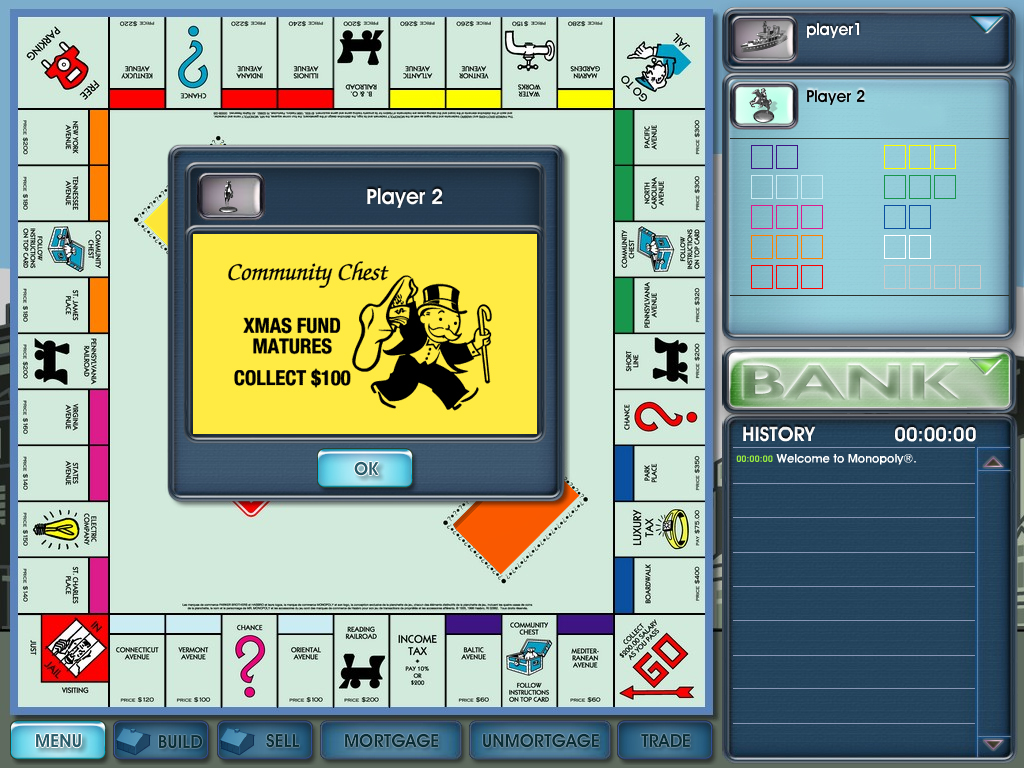 FREE
PARKING
KENTUCKY
AVENUE
PRICE $220
CHANCE
INDIANA
AVENUE
PRICE $220
ILLINOIS
AVENUE
PRICE $240
B. & O.
RAILROAD
PRICE $200
ATLANTIC
AVENUE
PRICE $260
VENTNOR
AVENUE
PRICE $260
WATER
WORKS
PRICE $150
MARVIN
GARDENS
PRICE $280
GO TO
JAIL
NEW YORK
AVENUE
PRICE $200
TENNESSEE
AVENUE
PRICE $180
COMMUNITY
CHEST
FOLLOW
INSTRUCTIONS
ON TOP CARD
ST. JAMES
PLACE
PRICE $180
PENNSYLVANIA
RAILROAD
PRICE $200
VIRGINIA
AVENUE
PRICE $160
STATES
AVENUE
PRICE $140
ELECTRIC
COMPANY
PRICE $150
ST. CHARLES
PLACE
PRICE $140
PACIFIC
AVENUE
PRICE $300
NORTH
CAROLINA
AVENUE
PRICE $300
COMMUNITY
CHEST
FOLLOW
INSTRUCTIONS
ON TOP CARD
PENNSYLVANIA
AVENUE
PRICE $320
SHORT
LINE
PRICE $200
CHANCE
PARK
PLACE
PRICE $350
LUXURY
TAX
PAY $75.00
BOARDWALK
PRICE $400
Player 2
Community Chest
XMAS FUND
MATURES
COLLECT $100
OK
JUST
IN
JAIL
VISITING
CONNECTICUT
AVENUE
PRICE $120
VERMONT
AVENUE
PRICE $100
CHANCE
ORIENTAL
AVENUE
PRICE $100
READING
RAILROAD
PRICE $200
INCOME
TAX
PAY 10%
OR
$200
BALTIC
AVENUE
PRICE $60
COMMUNITY
CHEST
FOLLOW
INSTRUCTIONS
ON TOP CARD
MEDITER-
RANEAN
AVENUE
PRICE $60
COLLECT
$200.00 SALARY
AS YOU PASS
GO
MENU
BUILD
SELL
MORTGAGE
UNMORTGAGE
TRADE
player1
Player 2
BANK
HISTORY 00:00:00
00:00:00 Welcome to Monopoly®.